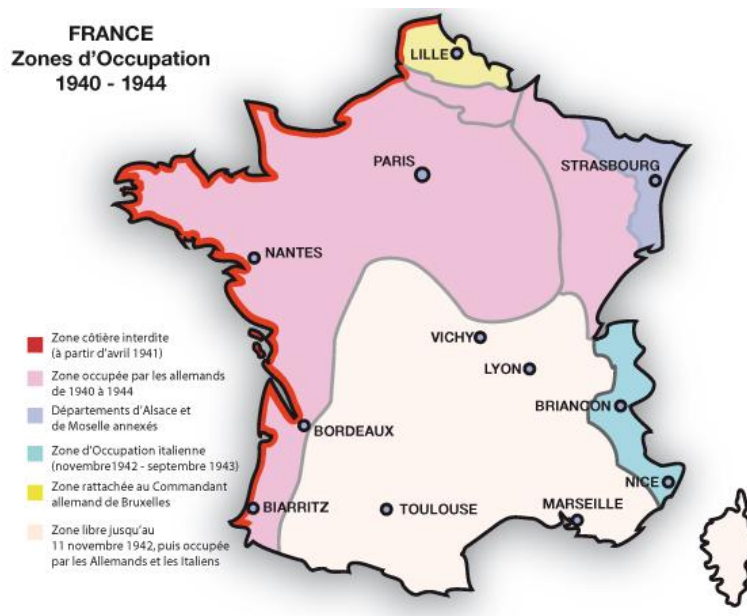 FRANCE
Zones d'Occupation
1940 - 1944
LILLE
PARIS
STRASBOURG
NANTES
VICHY
LYON
BRIANCON
BORDEAUX
NICE
BIARRITZ
TOULOUSE
MARSEILLE
Zone côtière interdite
(à partir d'avril 1941)
Zone occupée par les allemands
de 1940 à 1944
Départements d'Alsace et
de Moselle annexés
Zone d'Occupation italienne
(novembre1942 - septembre 1943)
Zone rattachée au Commandant
allemand de Bruxelles
Zone libre jusqu'au
11 novembre 1942, puis occupée
par les Allemands et les Italiens